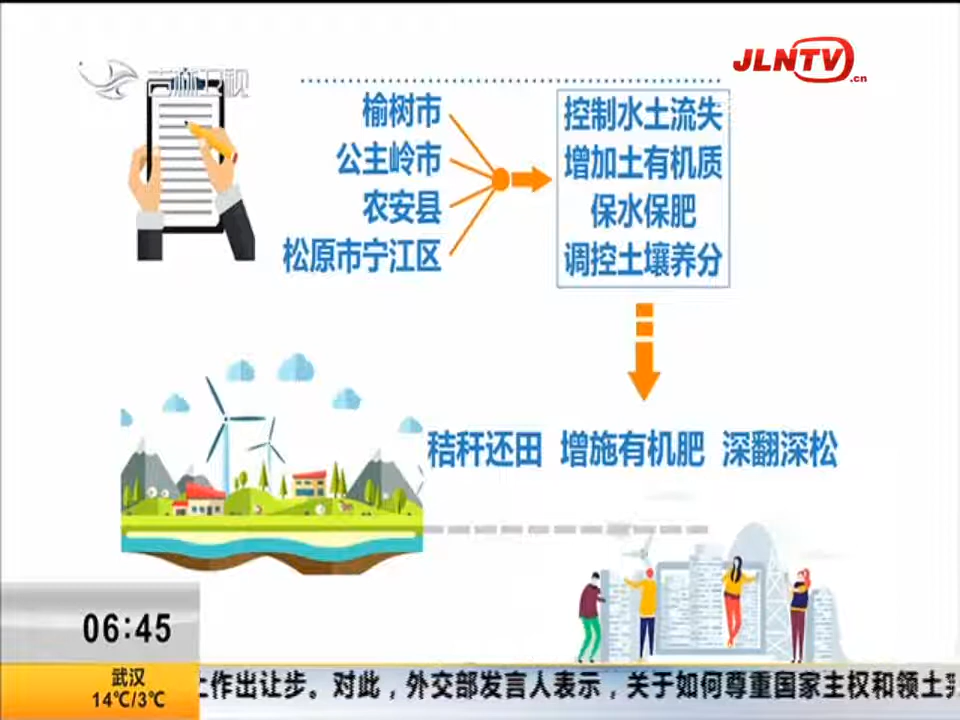 吉林卫视
JLNTV
.cn
榆树市
公主岭市
农安县
松原市宁江区
控制水土流失
增加土有机质
保水保肥
调控土壤养分
秸秆还田 增施有机肥 深翻深松
06:45
武汉
14℃/3℃
作出让步。对此，外交部发言人表示，关于如何尊重国家主权和领土